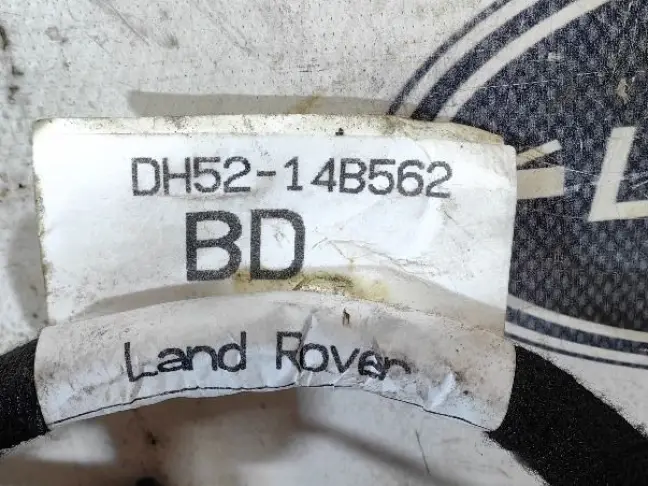 DH52-14B562
BD
Land Rover
L